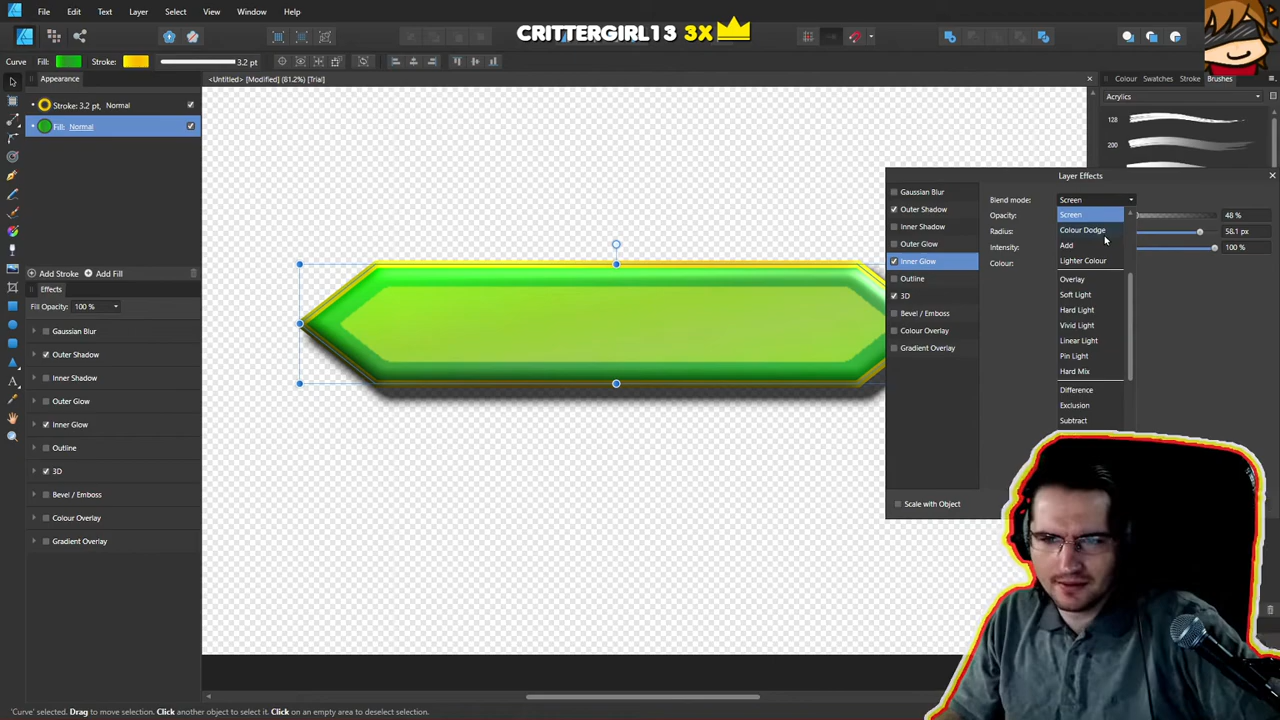 File Edit Text Layer Select View Window Help
CRITTERGIRL13 3X
Curve Fill: Stroke: 3.2 pt
Appearance
<Untitled> [Modified] (81.2%) [Trial]
Colour Swatches Stroke Brushes
Acrylics
Stroke: 3.2 pt, Normal
Fill: Normal
128
200
Layer Effects
Gaussian Blur
Outer Shadow
Inner Shadow
Outer Glow
Inner Glow
Outline
3D
Bevel / Emboss
Colour Overlay
Gradient Overlay
Scale with Object
Blend mode: Screen
Opacity: 48 %
Radius: 58.1 px
Intensity: 100 %
Colour:
Screen
Colour Dodge
Add
Lighter Colour
Overlay
Soft Light
Hard Light
Vivid Light
Linear Light
Pin Light
Hard Mix
Difference
Exclusion
Subtract
Add Stroke Add Fill
Effects
Fill Opacity: 100 %
Gaussian Blur
Outer Shadow
Inner Shadow
Outer Glow
Inner Glow
Outline
3D
Bevel / Emboss
Colour Overlay
Gradient Overlay
'Curve' selected. Drag to move selection. Click another object to select it. Click on an empty area to deselect selection.